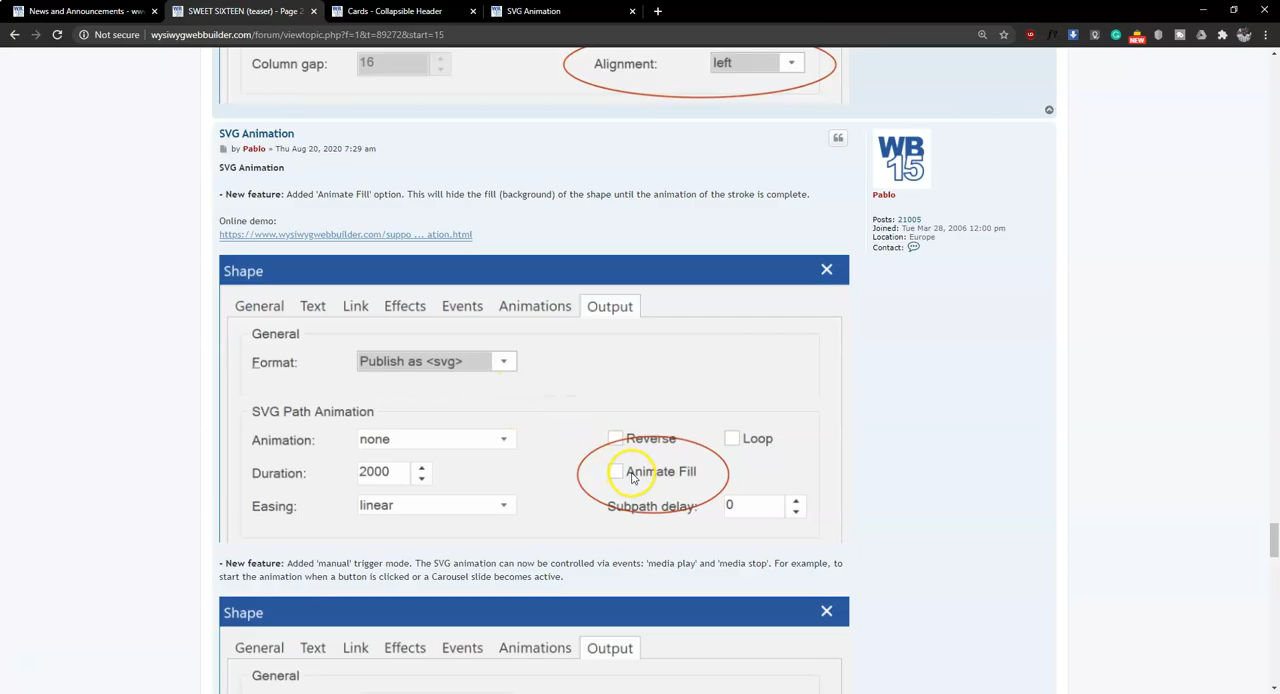 News and Announcements - ww
SWEET SIXTEEN (teaser) - Page 2
Cards - Collapsible Header
SVG Animation
Not secure
wysiwygwebbuilder.com/forum/viewtopic.php?f=1&t=89272&start=15
NEW
Column gap:
16
Alignment:
left
SVG Animation
by Pablo » Thu Aug 20, 2020 7:29 am
SVG Animation
- New feature: Added 'Animate Fill' option. This will hide the fill (background) of the shape until the animation of the stroke is complete.
Online demo:
https://www.wysiwygwebbuilder.com/suppo ... ation.html
WB
15
Pablo
Posts: 21005
Joined: Tue Mar 28, 2006 12:00 pm
Location: Europe
Contact:
Shape
General Text Link Effects Events Animations Output
General
Format:
Publish as <svg>
SVG Path Animation
Animation:
none
Reverse
Loop
Duration:
2000
Animate Fill
Easing:
linear
Subpath delay:
0
- New feature: Added 'manual' trigger mode. The SVG animation can now be controlled via events: 'media play' and 'media stop'. For example, to
start the animation when a button is clicked or a Carousel slide becomes active.
Shape
General Text Link Effects Events Animations Output
General